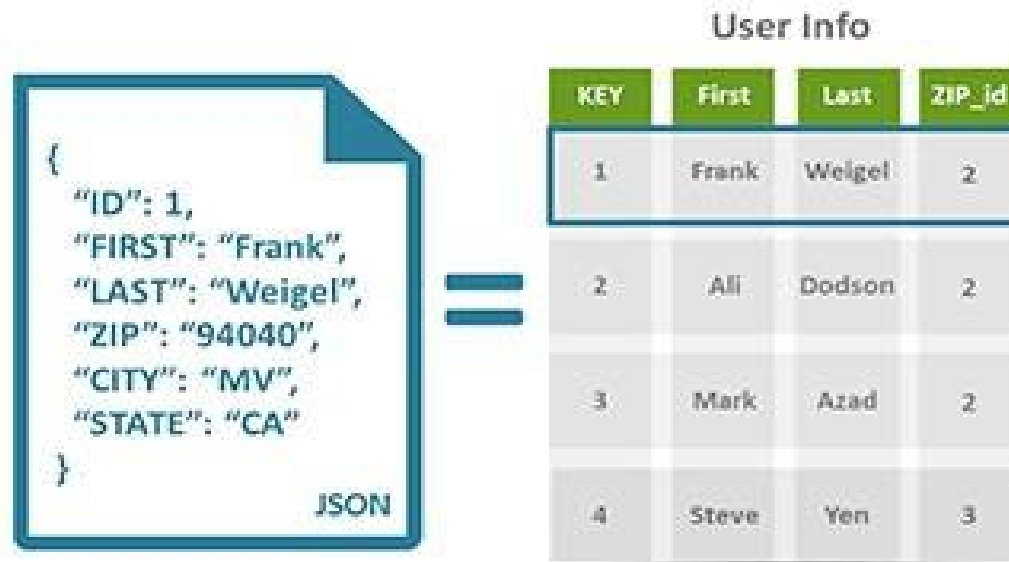 {
“ID”: 1,
“FIRST”: “Frank”,
“LAST”: “Weigel”,
“ZIP”: “94040”,
“CITY”: “MV”,
“STATE”: “CA”
}
JSON
=
User Info
KEY First Last ZIP_id
1 Frank Weigel 2
2 Ali Dodson 2
3 Mark Azad 2
4 Steve Yen 3